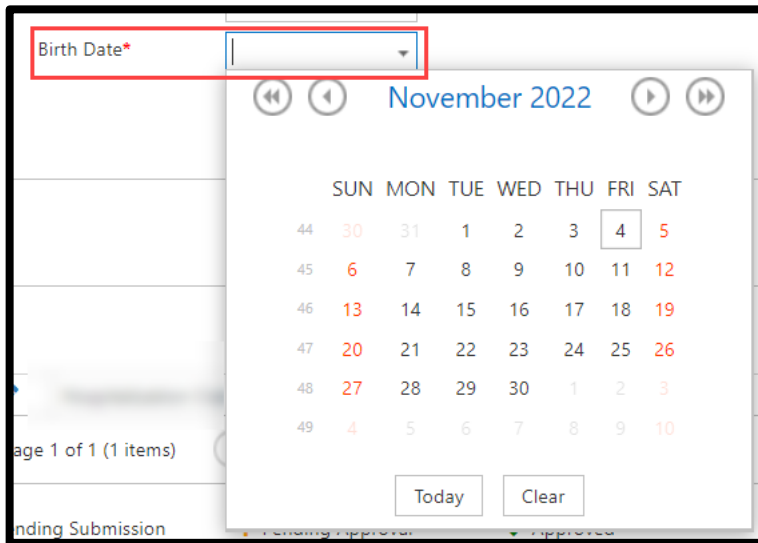 Birth Date*
November 2022
SUN MON TUE WED THU FRI SAT
44 30 31 1 2 3 4 5
45 6 7 8 9 10 11 12
46 13 14 15 16 17 18 19
47 20 21 22 23 24 25 26
48 27 28 29 30 1 2 3
49 4 5 6 7 8 9 10
age 1 of 1 (1 items)
Today Clear
nding Submission Pending Approval Approved